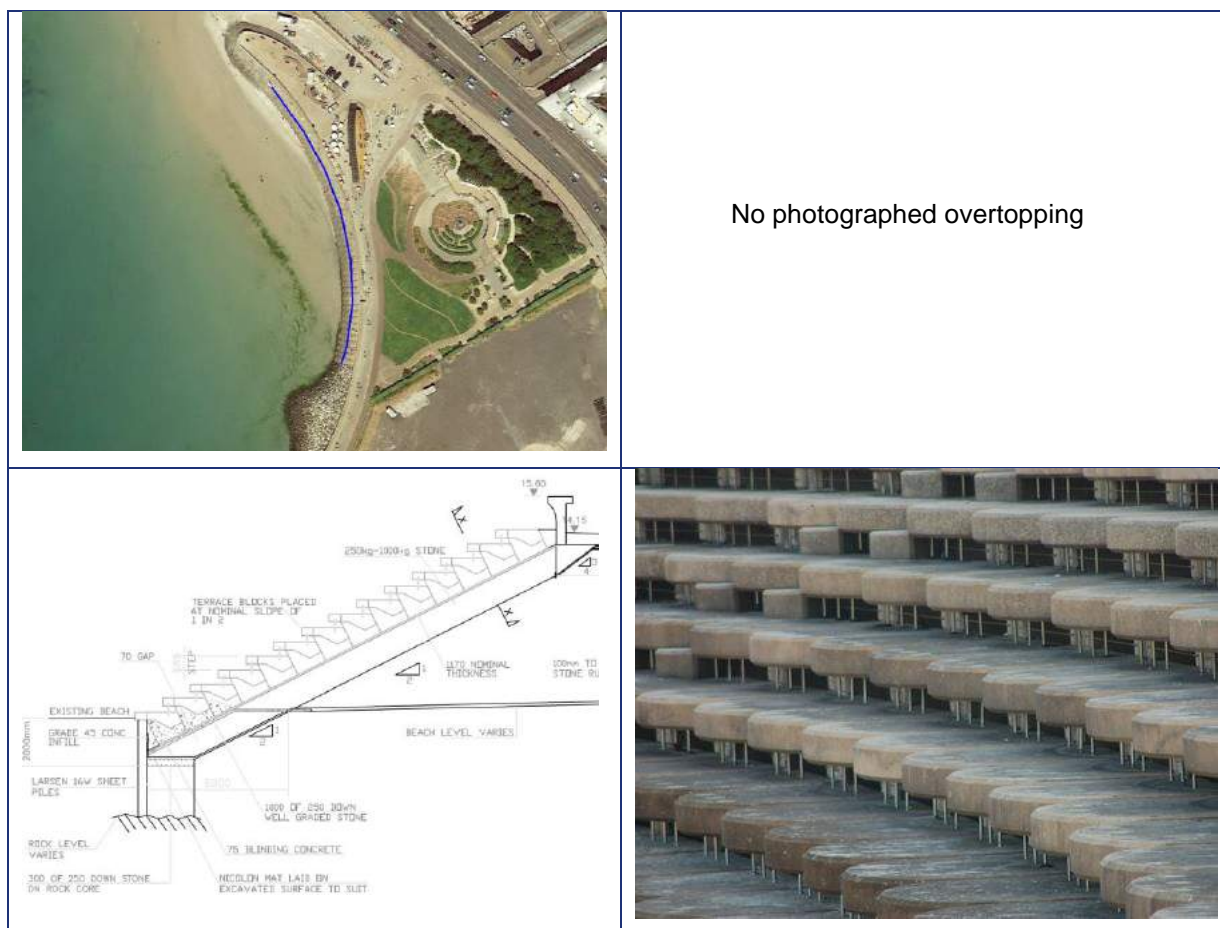 No photographed overtopping
15.60
14.15
250kg-1000kg STONE
TERRACE BLOCKS PLACED
AT NOMINAL SLOPE OF
1 IN 2
70 GAP
STEP
1170 NOMINAL
THICKNESS
100mm TO
STONE RU
EXISTING BEACH
GRADE 45 CONC
INFILL
2000mm
BEACH LEVEL VARIES
LARSEN 16W SHEET
PILES
1000 OF 250 DOWN
WELL GRADED STONE
ROCK LEVEL
VARIES
75 BLINDING CONCRETE
300 OF 250 DOWN STONE
ON ROCK CORE
NICOLON MAT LAID ON
EXCAVATED SURFACE TO SUIT